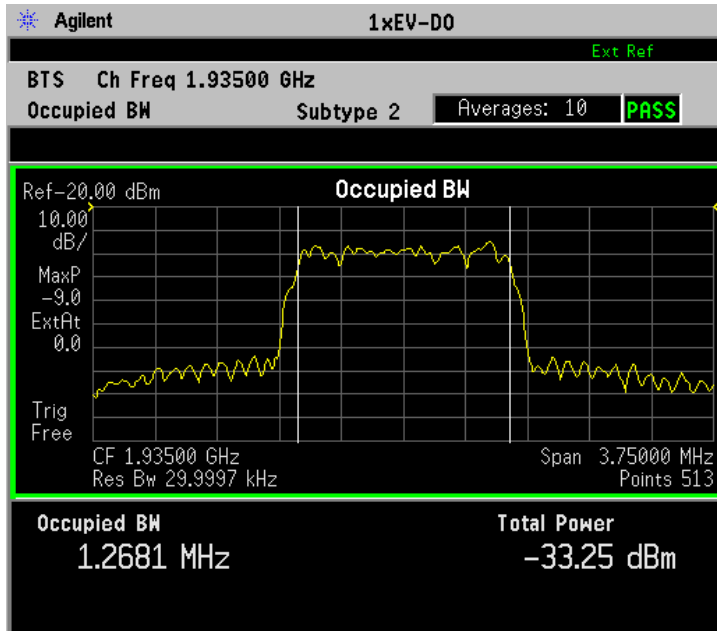 Agilent 1xEV-DO
Ext Ref
BTS Ch Freq 1.93500 GHz
Occupied BW Subtype 2 Averages: 10 PASS
Ref-20.00 dBm Occupied BW
10.00
dB/
MaxP
-9.0
ExtAt
0.0
Trig
Free
CF 1.93500 GHz Span 3.75000 MHz
Res Bw 29.9997 kHz Points 513
Occupied BW Total Power
1.2681 MHz -33.25 dBm